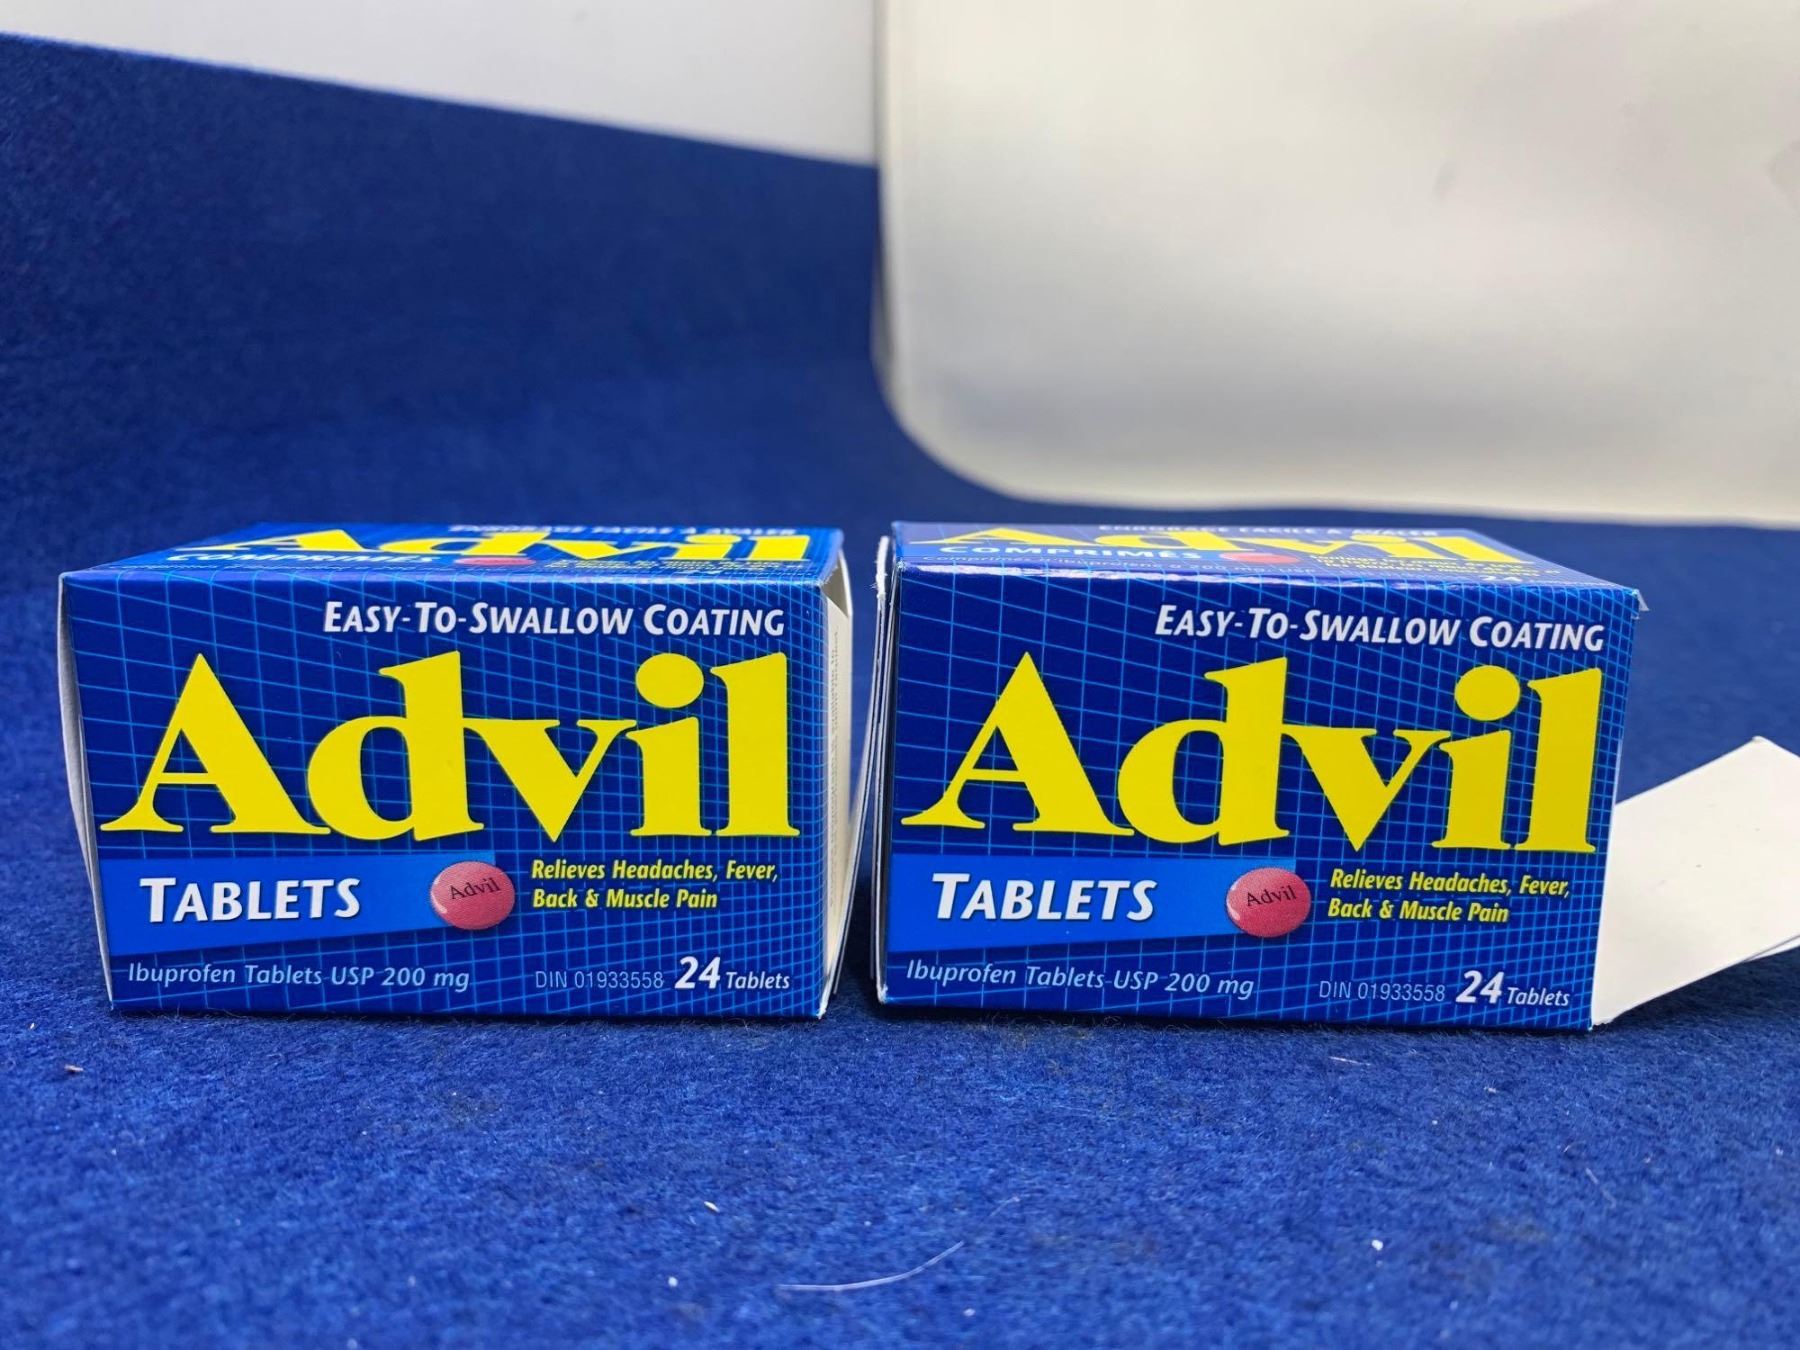 Advil
COMPRIMÉS
EASY-TO-SWALLOW COATING
Advil
TABLETS
Advil
Relieves Headaches, Fever,
Back & Muscle Pain
Ibuprofen Tablets USP 200 mg
DIN 01933558 24 Tablets
Advil
COMPRIMÉS
EASY-TO-SWALLOW COATING
Advil
TABLETS
Advil
Relieves Headaches, Fever,
Back & Muscle Pain
Ibuprofen Tablets USP 200 mg
DIN 01933558 24 Tablets